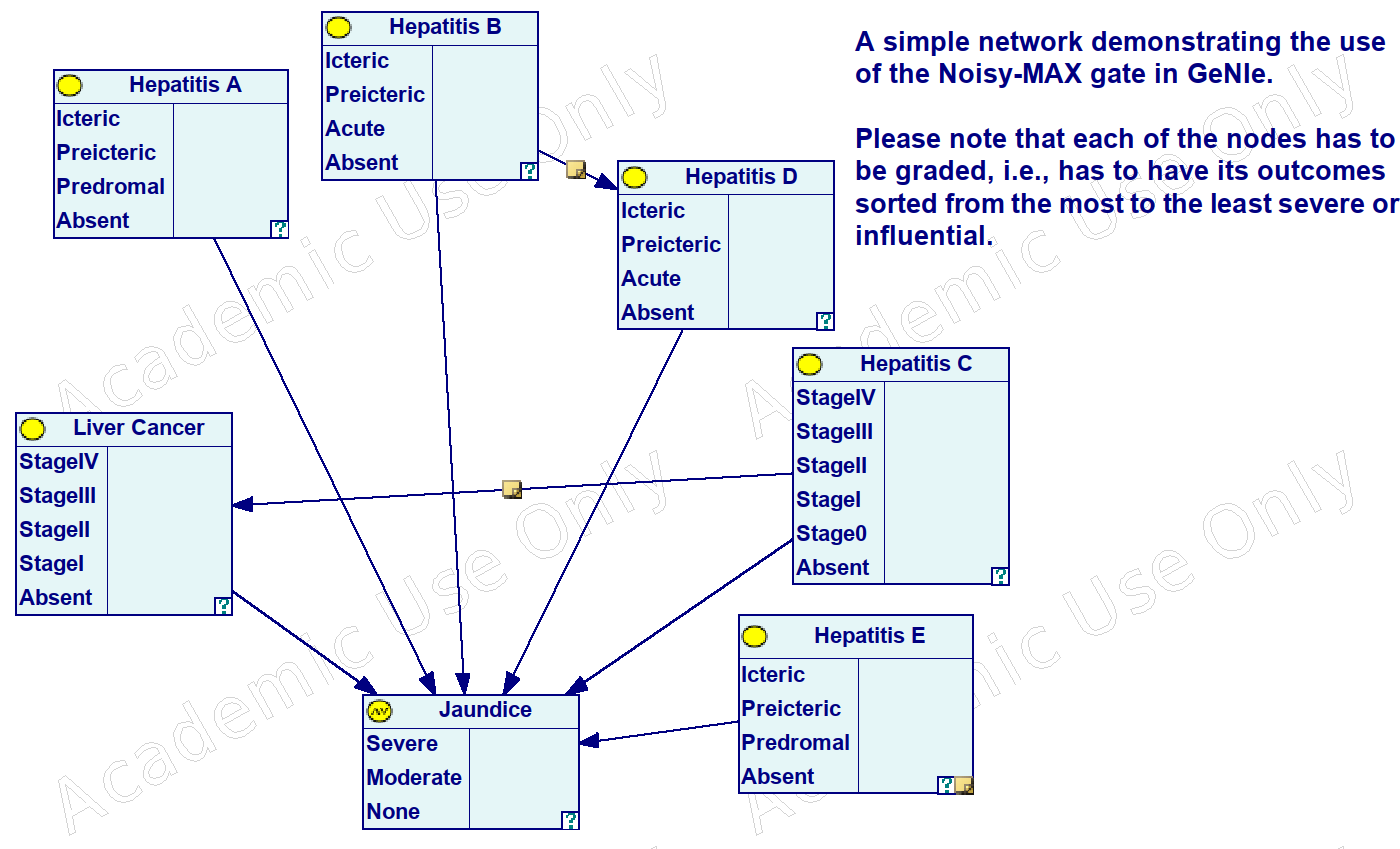 Hepatitis B
Icteric
Preicteric
Acute
Absent
?
A simple network demonstrating the use
of the Noisy-MAX gate in GeNIe.
Please note that each of the nodes has to
be graded, i.e., has to have its outcomes
sorted from the most to the least severe or
influential.
Hepatitis A
Icteric
Preicteric
Predromal
Absent
?
Hepatitis D
Icteric
Preicteric
Acute
Absent
?
Hepatitis C
StageIV
StageIII
StageII
StageI
Stage0
Absent
?
Liver Cancer
StageIV
StageIII
StageII
StageI
Absent
?
Hepatitis E
Icteric
Preicteric
Predromal
Absent
?
Jaundice
Severe
Moderate
None
?
Academic Use Only
Academic Use Only
Academic Use Only
Academic Use Only